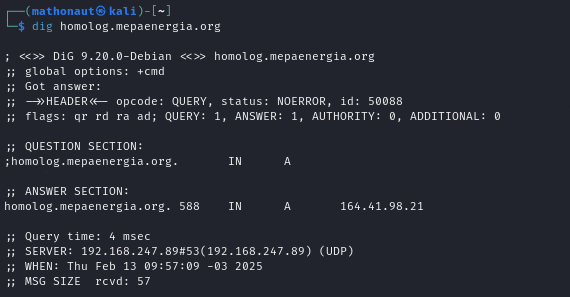 (mathonaut㉿kali)-[~]
$ dig homolog.mepaenergia.org
; <<>> DiG 9.20.0-Debian <<>> homolog.mepaenergia.org
;; global options: +cmd
;; Got answer:
;; ->>HEADER<<- opcode: QUERY, status: NOERROR, id: 50088
;; flags: qr rd ra ad; QUERY: 1, ANSWER: 1, AUTHORITY: 0, ADDITIONAL: 0
;; QUESTION SECTION:
;homolog.mepaenergia.org. IN A
;; ANSWER SECTION:
homolog.mepaenergia.org. 588 IN A 164.41.98.21
;; Query time: 4 msec
;; SERVER: 192.168.247.89#53(192.168.247.89) (UDP)
;; WHEN: Thu Feb 13 09:57:09 -03 2025
;; MSG SIZE rcvd: 57